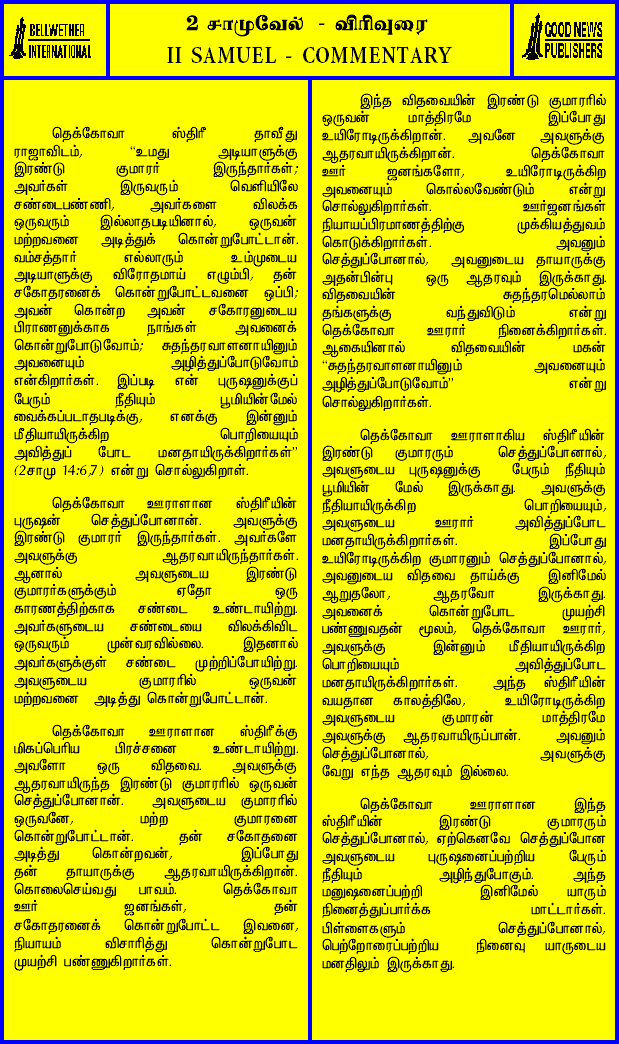 BELLWETHER
INTERNATIONAL
2 சாமுவேல் - விரிவுரை
II SAMUEL - COMMENTARY
GOOD NEWS
PUBLISHERS
தெக்கோவா ஸ்திரீ தாவீது
ராஜாவிடம், “உமது அடியாளுக்கு
இரண்டு குமாரர் இருந்தார்கள்;
அவர்கள் இருவரும் வெளியிலே
சண்டைபண்ணி, அவர்களை விலக்க
ஒருவரும் இல்லாதபடியினால், ஒருவன்
மற்றவனை அடித்துக் கொன்றுபோட்டான்.
வம்சத்தார் எல்லாரும் உம்முடைய
அடியாளுக்கு விரோதமாய் எழும்பி, தன்
சகோதரனைக் கொன்றுபோட்டவனை ஒப்பி;
அவன் கொன்ற அவன் சகோரனுடைய
பிராணனுக்காக நாங்கள் அவனைக்
கொன்றுபோடுவோம்; சுதந்தரவாளனாயினும்
அவனையும் அழித்துப்போடுவோம்
என்கிறார்கள். இப்படி என் புருஷனுக்குப்
பேரும் நீதியும் பூமியின்மேல்
வைக்கப்படாதபடிக்கு, எனக்கு இன்னும்
மீதியாயிருக்கிற பொறியையும்
அவித்துப் போட மனதாயிருக்கிறார்கள்”
(2சாமு 14:6,7) என்று சொல்லுகிறாள்.
தெக்கோவா ஊராளான ஸ்திரீயின்
புருஷன் செத்துப்போனான். அவளுக்கு
இரண்டு குமாரர் இருந்தார்கள். அவர்களே
அவளுக்கு ஆதரவாயிருந்தார்கள்.
ஆனால் அவளுடைய இரண்டு
குமாரர்களுக்கும் ஏதோ ஒரு
காரணத்திற்காக சண்டை உண்டாயிற்று.
அவர்களுடைய சண்டையை விலக்கிவிட
ஒருவரும் முன்வரவில்லை. இதனால்
அவர்களுக்குள் சண்டை முற்றிப்போயிற்று.
அவளுடைய குமாரரில் ஒருவன்
மற்றவனை அடித்து கொன்றுபோட்டான்.
தெக்கோவா ஊராளான ஸ்திரீக்கு
மிகப்பெரிய பிரச்சனை உண்டாயிற்று.
அவளோ ஒரு விதவை. அவளுக்கு
ஆதரவாயிருந்த இரண்டு குமாரரில் ஒருவன்
செத்துப்போனான். அவளுடைய குமாரரில்
ஒருவனே, மற்ற குமாரனை
கொன்றுபோட்டான். தன் சகோதனை
அடித்து கொன்றவன், இப்போது
தன் தாயாருக்கு ஆதரவாயிருக்கிறான்.
கொலைசெய்வது பாவம். தெக்கோவா
ஊர் ஜனங்கள், தன்
சகோதரனைக் கொன்றுபோட்ட இவனை,
நியாயம் விசாரித்து கொன்றுபோட
முயற்சி பண்ணுகிறார்கள்.
இந்த விதவையின் இரண்டு குமாரரில்
ஒருவன் மாத்திரமே இப்போது
உயிரோடிருக்கிறான். அவனே அவளுக்கு
ஆதரவாயிருக்கிறான். தெக்கோவா
ஊர் ஜனங்களோ, உயிரோடிருக்கிற
அவனையும் கொல்லவேண்டும் என்று
சொல்லுகிறார்கள். ஊர்ஜனங்கள்
நியாயப்பிரமாணத்திற்கு முக்கியத்துவம்
கொடுக்கிறார்கள். அவனும்
செத்துப்போனால், அவனுடைய தாயாருக்கு
அதன்பின்பு ஒரு ஆதரவும் இருக்காது.
விதவையின் சுதந்தரமெல்லாம்
தங்களுக்கு வந்துவிடும் என்று
தெக்கோவா ஊரார் நினைக்கிறார்கள்.
ஆகையினால் விதவையின் மகன்
“சுதந்தரவாளனாயினும் அவனையும்
அழித்துப்போடுவோம்” என்று
சொல்லுகிறார்கள்.
தெக்கோவா ஊராளாகிய ஸ்திரீயின்
இரண்டு குமாரரும் செத்துப்போனால்,
அவளுடைய புருஷனுக்கு பேரும் நீதியும்
பூமியின் மேல் இருக்காது. அவளுக்கு
மீதியாயிருக்கிற பொறியையும்,
அவளுடைய ஊரார் அவித்துப்போட
மனதாயிருக்கிறார்கள். இப்போது
உயிரோடிருக்கிற குமாரனும் செத்துப்போனால்,
அவனுடைய விதவை தாய்க்கு இனிமேல்
ஆறுதலோ, ஆதரவோ இருக்காது.
அவனைக் கொன்றுபோட முயற்சி
பண்ணுவதன் மூலம், தெக்கோவா ஊரார்,
அவளுக்கு இன்னும் மீதியாயிருக்கிற
பொறியையும் அவித்துப்போட
மனதாயிருக்கிறார்கள். அந்த ஸ்திரீயின்
வயதான காலத்திலே, உயிரோடிருக்கிற
அவளுடைய குமாரன் மாத்திரமே
அவளுக்கு ஆதரவாயிருப்பான். அவனும்
செத்துப்போனால், அவளுக்கு
வேறு எந்த ஆதரவும் இல்லை.
தெக்கோவா ஊராளான இந்த
ஸ்திரீயின் இரண்டு குமாரரும்
செத்துப்போனால், ஏற்கெனவே செத்துப்போன
அவளுடைய புருஷனைப்பற்றிய பேரும்
நீதியும் அழிந்துபோகும். அந்த
மனுஷனைப்பற்றி இனிமேல் யாரும்
நினைத்துப்பார்க்க மாட்டார்கள்.
பிள்ளைகளும் செத்துப்போனால்,
பெற்றோரைப்பற்றிய நினைவு யாருடைய
மனதிலும் இருக்காது.